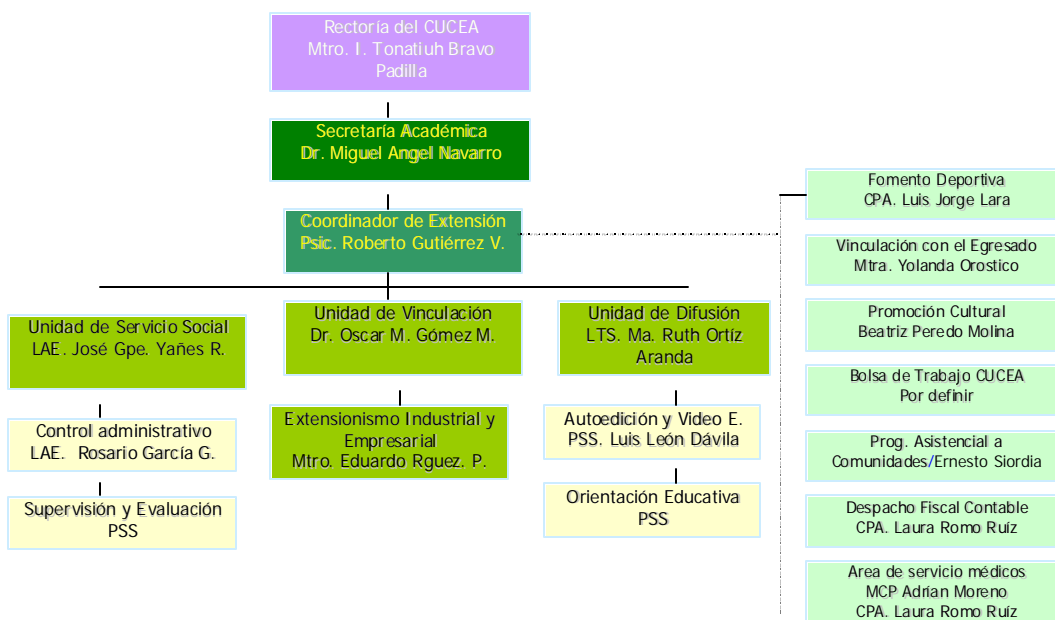 Rectoría del CUCEA
Mtro. I. Tonatiuh Bravo
Padilla
Secretaría Académica
Dr. Miguel Angel Navarro
Coordinador de Extensión
Psic. Roberto Gutiérrez V.
Unidad de Servicio Social
LAE. José Gpe. Yañes R.
Unidad de Vinculación
Dr. Oscar M. Gómez M.
Unidad de Difusión
LTS. Ma. Ruth Ortíz
Aranda
Control administrativo
LAE. Rosario García G.
Supervisión y Evaluación
PSS
Extensionismo Industrial y
Empresarial
Mtro. Eduardo Rguez. P.
Autoedición y Video E.
PSS. Luis León Dávila
Orientación Educativa
PSS
Fomento Deportiva
CPA. Luis Jorge Lara
Vinculación con el Egresado
Mtra. Yolanda Orostico
Promoción Cultural
Beatriz Peredo Molina
Bolsa de Trabajo CUCEA
Por definir
Prog. Asistencial a
Comunidades/Ernesto Siordia
Despacho Fiscal Contable
CPA. Laura Romo Ruíz
Area de servicio médicos
MCP Adrían Moreno
CPA. Laura Romo Ruíz